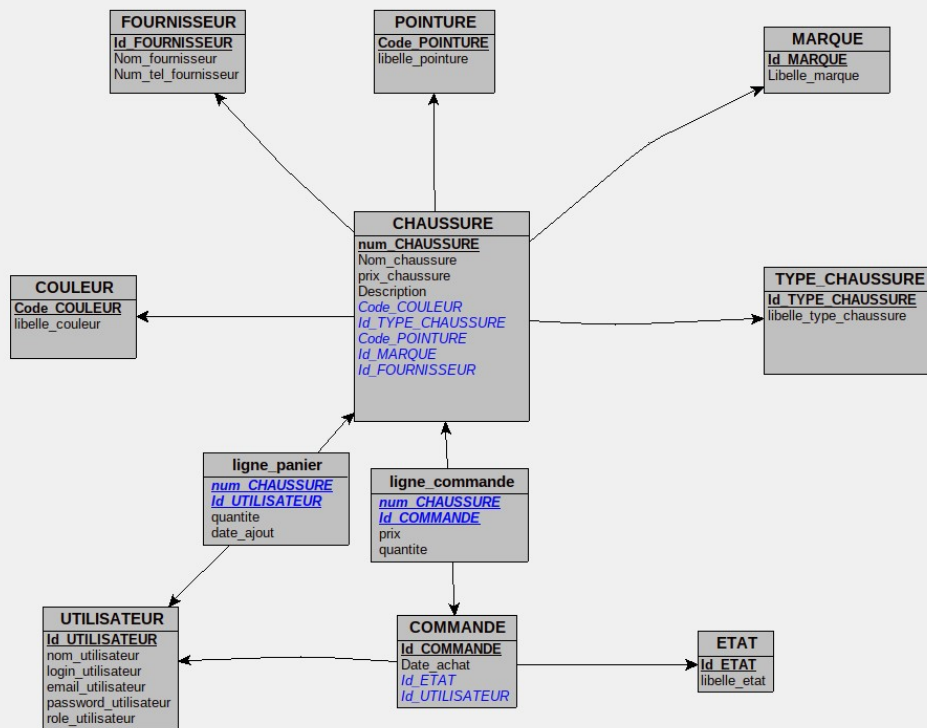 FOURNISSEUR
Id_FOURNISSEUR
Nom_fournisseur
Num_tel_fournisseur
POINTURE
Code_POINTURE
libelle_pointure
MARQUE
Id_MARQUE
Libelle_marque
CHAUSSURE
num_CHAUSSURE
Nom_chaussure
prix_chaussure
Description
Code_COULEUR
Id_TYPE_CHAUSSURE
Code_POINTURE
Id_MARQUE
Id_FOURNISSEUR
COULEUR
Code_COULEUR
libelle_couleur
TYPE_CHAUSSURE
Id_TYPE_CHAUSSURE
libelle_type_chaussure
ligne_panier
num_CHAUSSURE
Id_UTILISATEUR
quantite
date_ajout
ligne_commande
num_CHAUSSURE
Id_COMMANDE
prix
quantite
UTILISATEUR
Id_UTILISATEUR
nom_utilisateur
login_utilisateur
email_utilisateur
password_utilisateur
role_utilisateur
COMMANDE
Id_COMMANDE
Date_achat
Id_ETAT
Id_UTILISATEUR
ETAT
Id_ETAT
libelle_etat